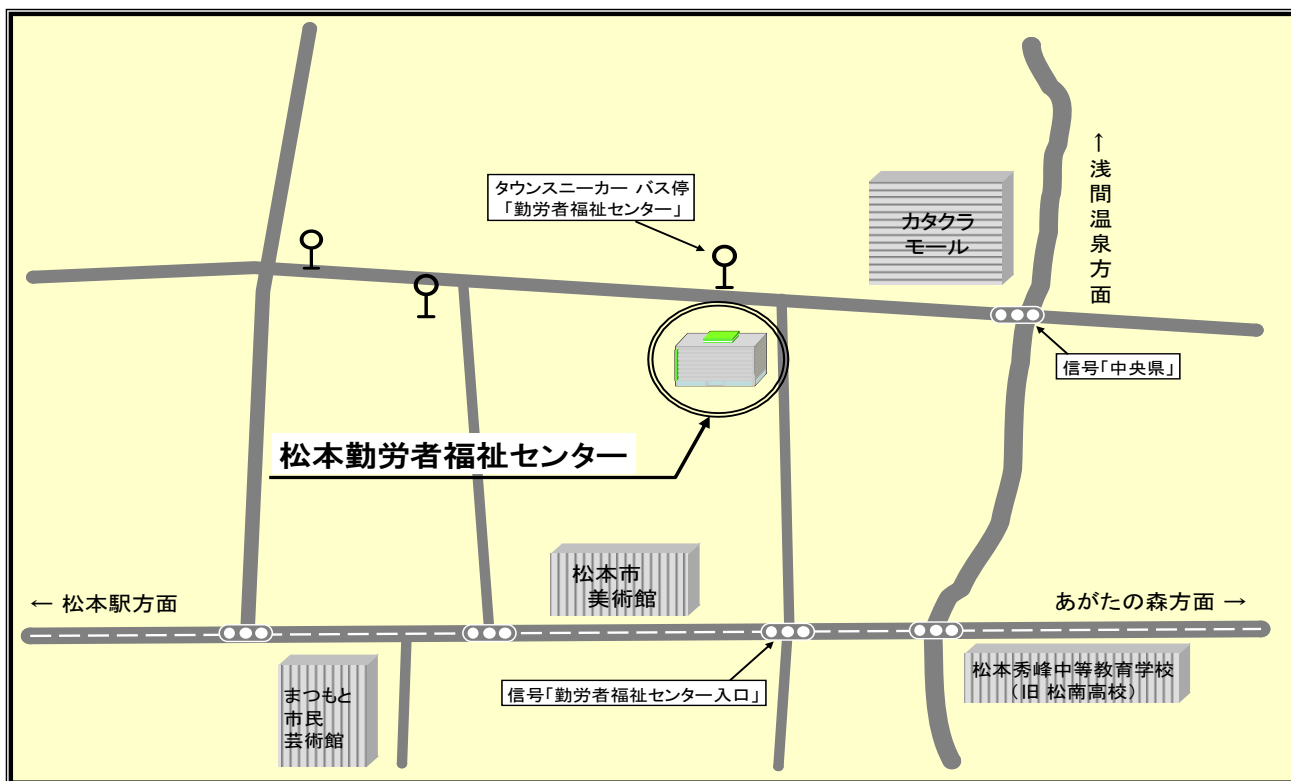 タウンスニーカー バス停
「勤労者福祉センター」
カタクラ
モール
↑浅間温泉方面
信号「中央県」
松本勤労者福祉センター
松本市
美術館
← 松本駅方面
あがたの森方面 →
まつもと
市民
芸術館
信号「勤労者福祉センター入口」
松本秀峰中等教育学校
（旧 松南高校）